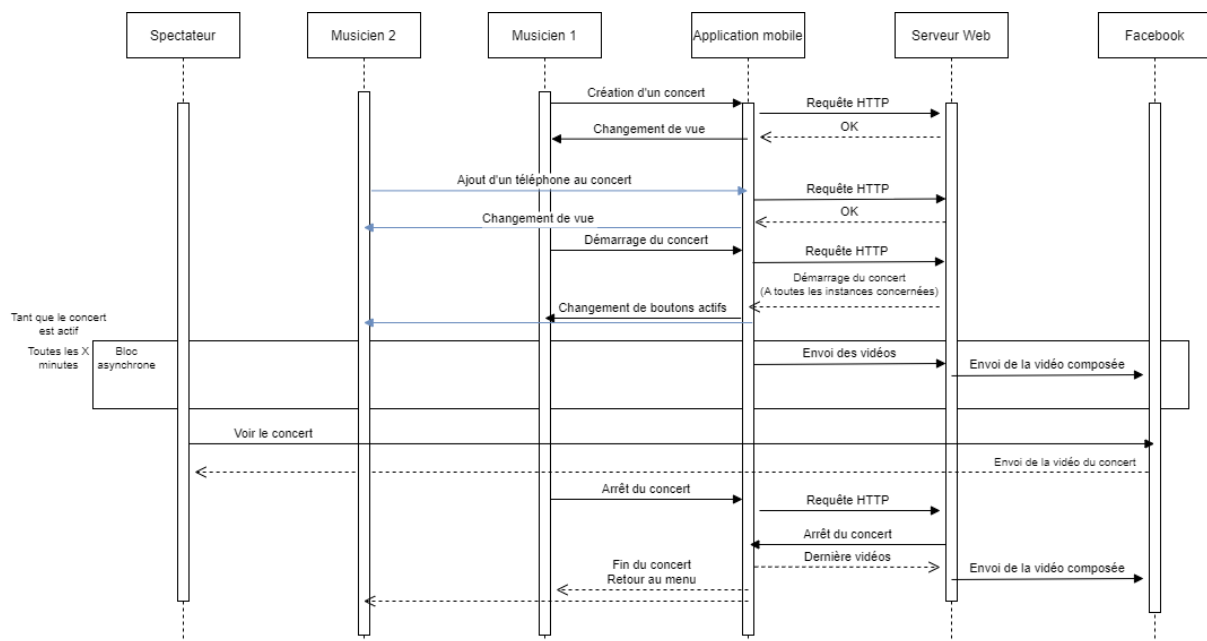 Spectateur
Musicien 2
Musicien 1
Application mobile
Serveur Web
Facebook
Création d'un concert
Requête HTTP
OK
Changement de vue
Ajout d'un téléphone au concert
Requête HTTP
OK
Changement de vue
Démarrage du concert
Requête HTTP
Démarrage du concert
(A toutes les instances concernées)
Changement de boutons actifs
Tant que le concert
est actif
Toutes les X
minutes
Bloc
asynchrone
Envoi des vidéos
Envoi de la vidéo composée
Voir le concert
Envoi de la vidéo du concert
Arrêt du concert
Requête HTTP
Arrêt du concert
Dernière vidéos
Fin du concert
Retour au menu
Envoi de la vidéo composée